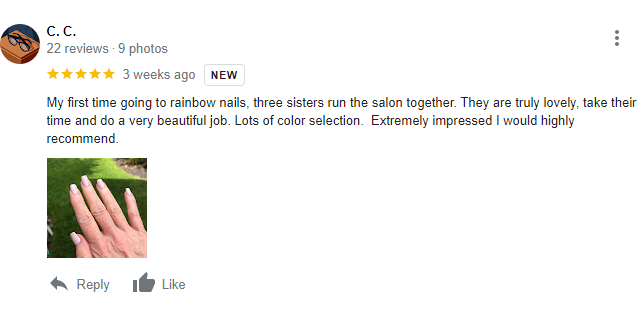 C. C.
22 reviews · 9 photos
3 weeks ago NEW
My first time going to rainbow nails, three sisters run the salon together. They are truly lovely, take their
time and do a very beautiful job. Lots of color selection.  Extremely impressed I would highly
recommend.
Reply Like